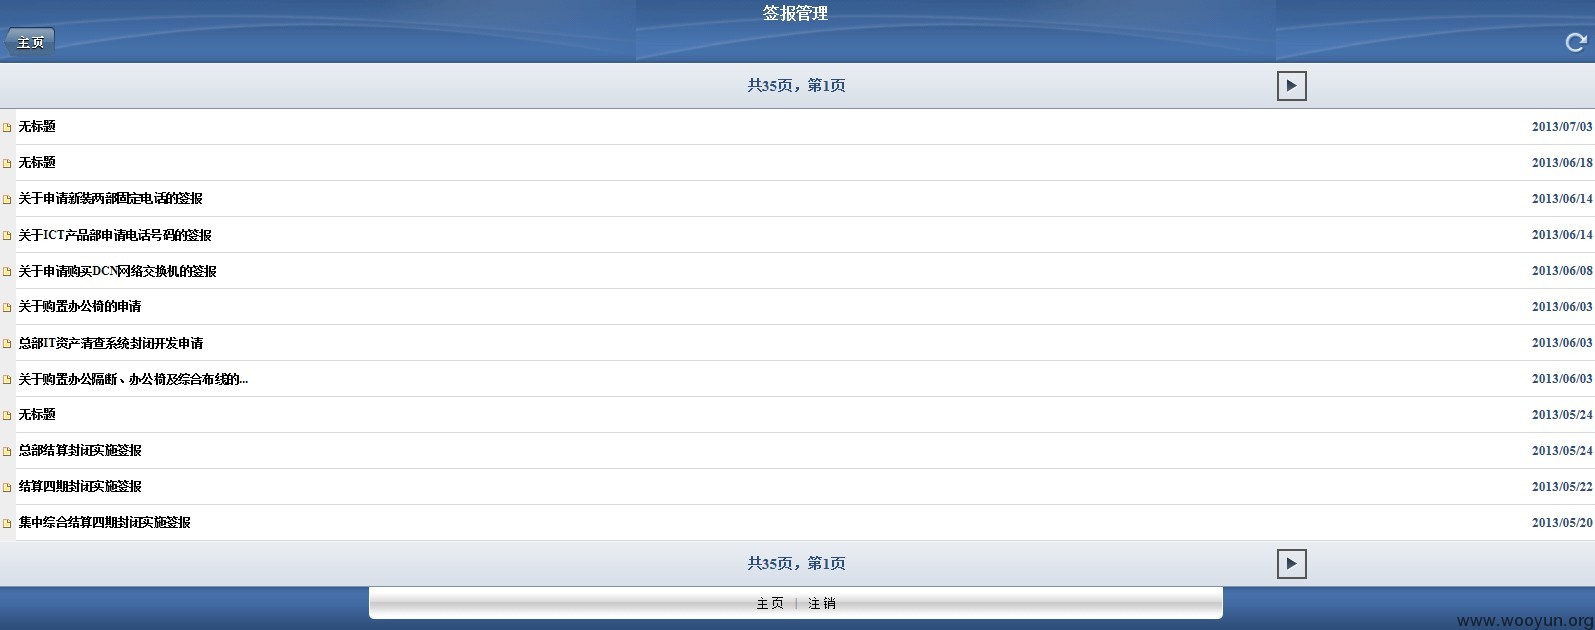 签报管理
主页
共35页，第1页
无标题 2013/07/03
无标题 2013/06/18
关于申请新装两部固定电话的签报 2013/06/14
关于ICT产品部申请电话号码的签报 2013/06/14
关于申请购买DCN网络交换机的签报 2013/06/08
关于购置办公椅的申请 2013/06/03
总部IT资产清查系统封闭开发申请 2013/06/03
关于购置办公隔断、办公椅及综合布线的... 2013/06/03
无标题 2013/05/24
总部结算封闭实施签报 2013/05/24
结算四期封闭实施签报 2013/05/22
集中综合结算四期封闭实施签报 2013/05/20
共35页，第1页
主页 | 注销
www.wooyun.org